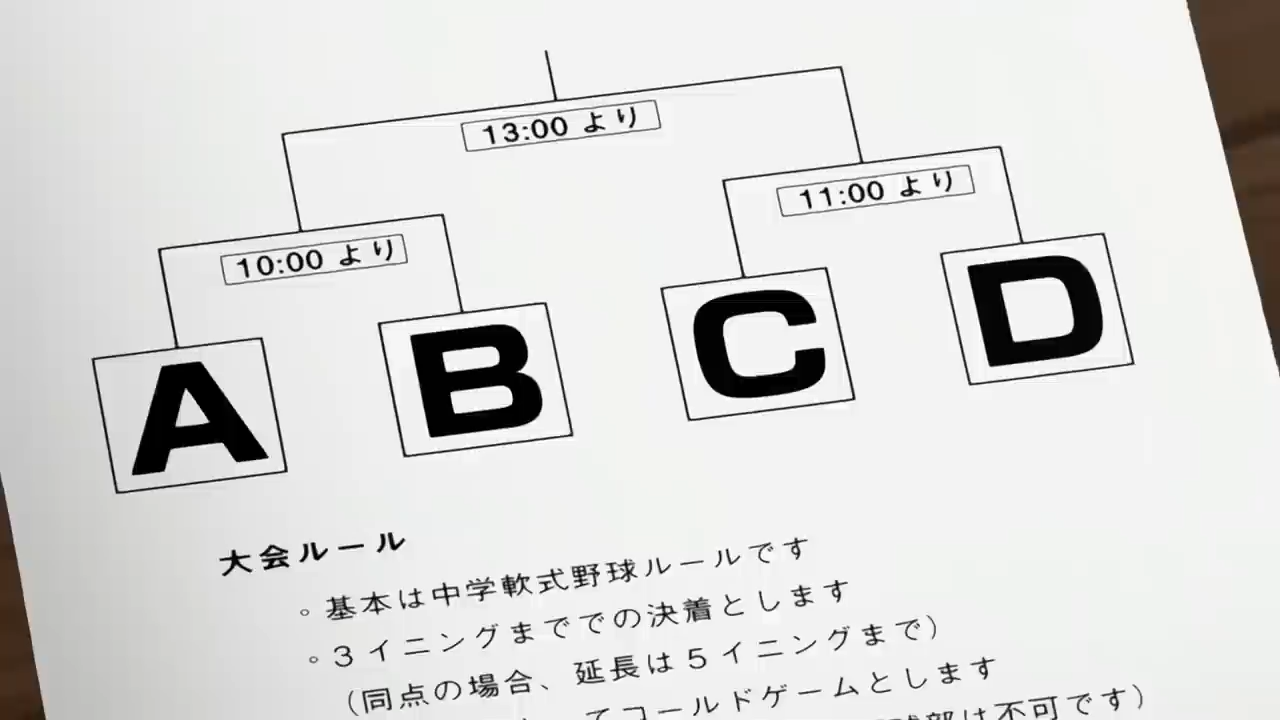 13:00 より
11:00 より
10:00 より
A B C D
大会ルール
。基本は中学軟式野球ルールです
。3イニングまでの決着とします
(同点の場合、延長は5イニングまで)
てコールドゲームとします
部は不可です)